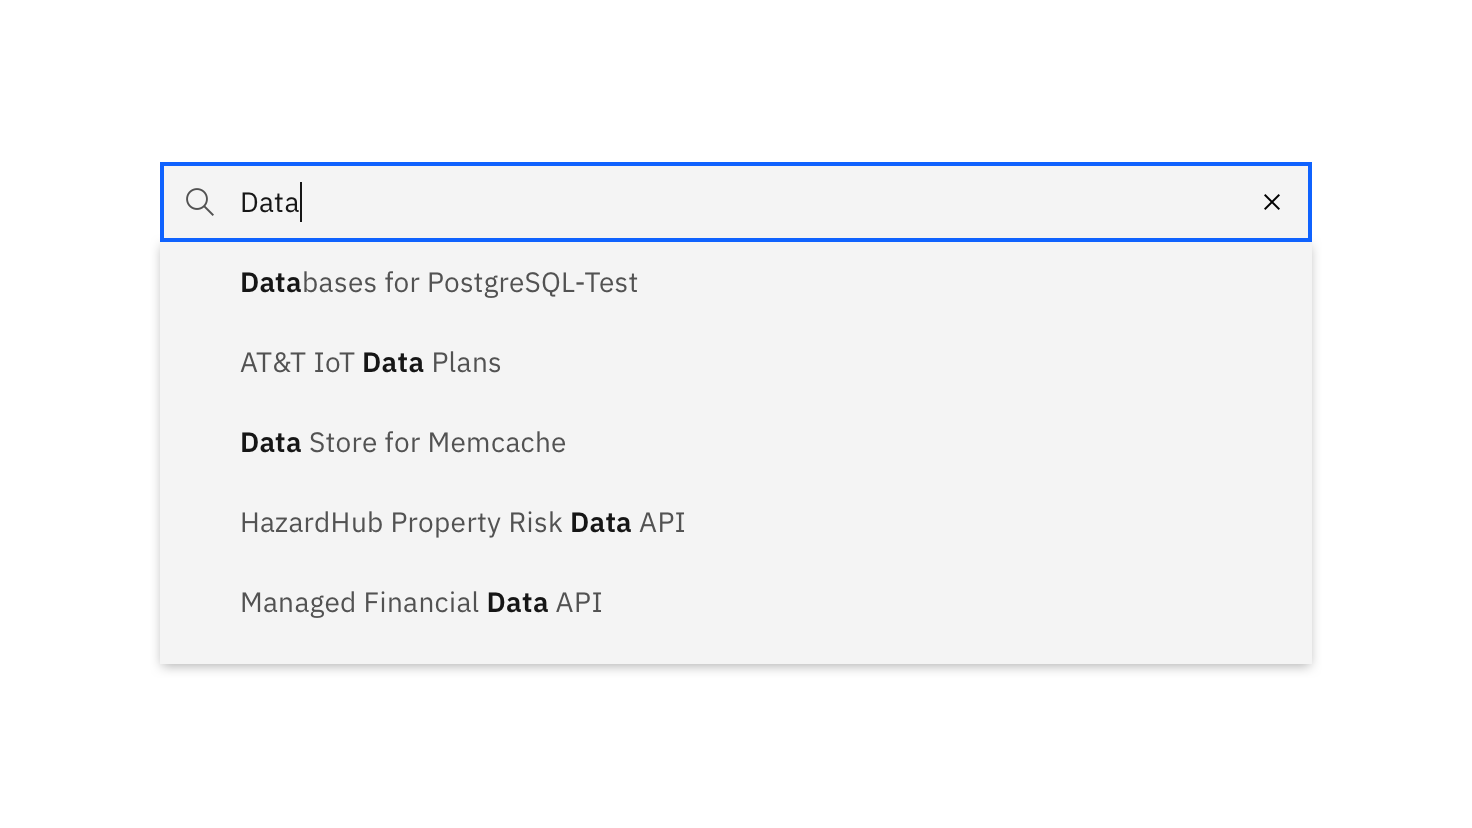 Data
Databases for PostgreSQL-Test
AT&T IoT Data Plans
Data Store for Memcache
HazardHub Property Risk Data API
Managed Financial Data API